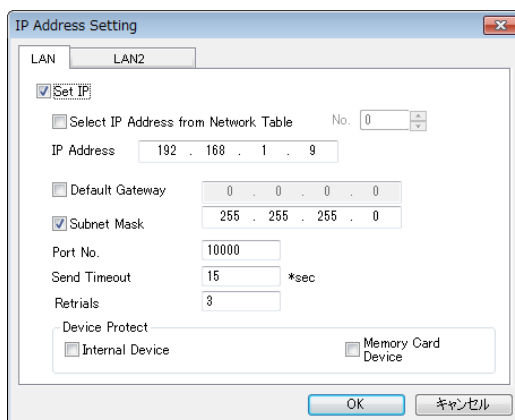 IP Address Setting
LAN LAN2
Set IP
Select IP Address from Network Table No. 0
IP Address 192 . 168 . 1 . 9
Default Gateway 0 . 0 . 0 . 0
Subnet Mask 255 . 255 . 255 . 0
Port No. 10000
Send Timeout 15 *sec
Retrials 3
Device Protect
Internal Device Memory Card Device
OK キャンセル